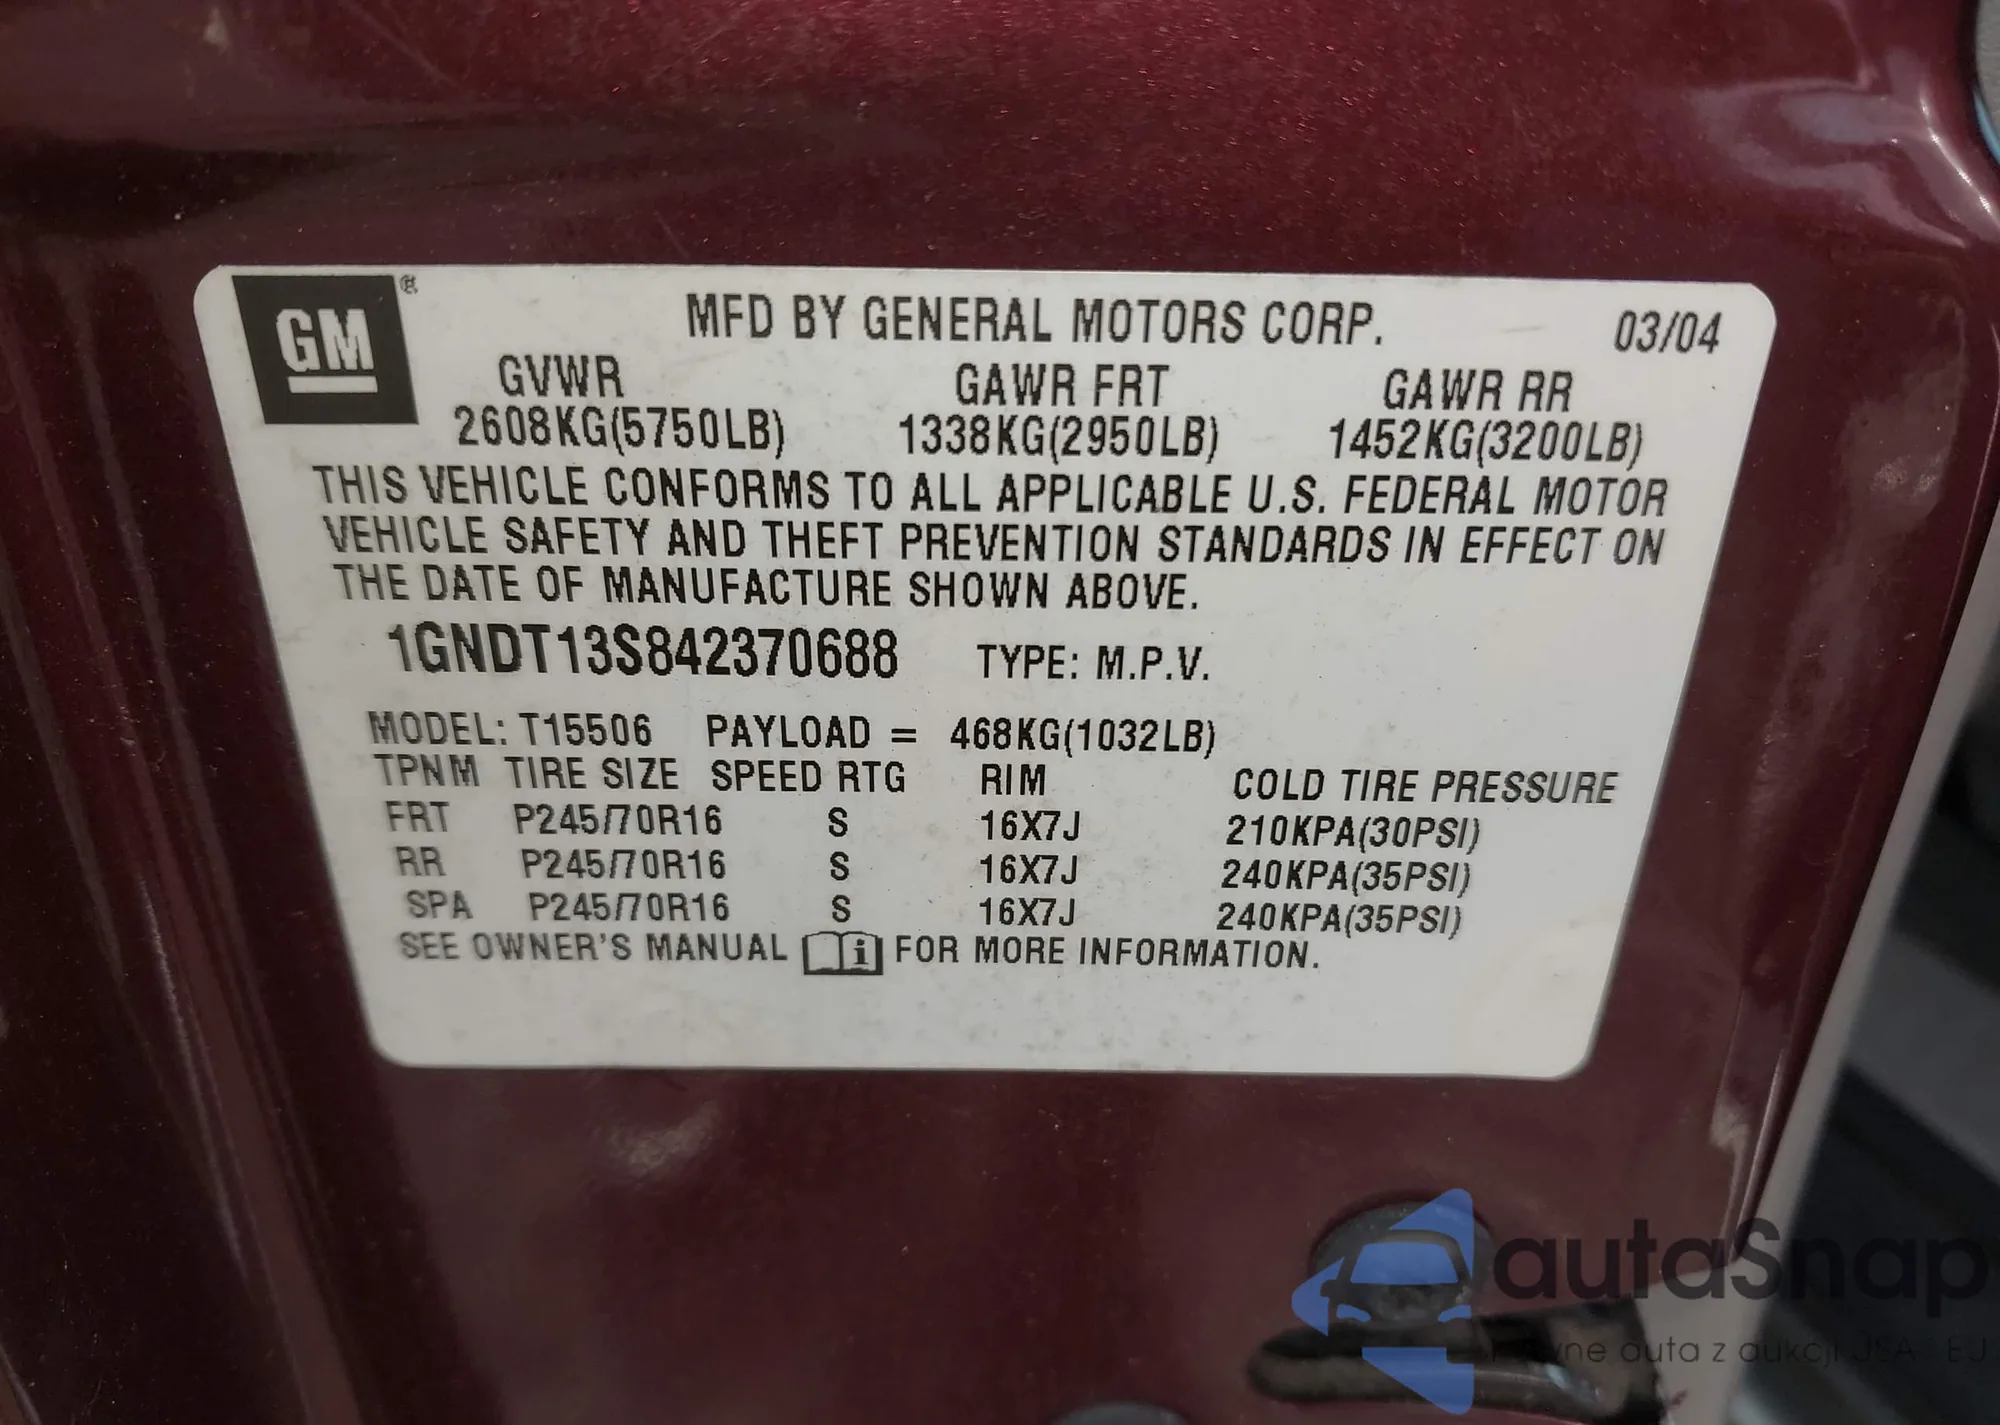 GM ®
MFD BY GENERAL MOTORS CORP. 03/04
GVWR GAWR FRT GAWR RR
2608KG(5750LB) 1338KG(2950LB) 1452KG(3200LB)
THIS VEHICLE CONFORMS TO ALL APPLICABLE U.S. FEDERAL MOTOR
VEHICLE SAFETY AND THEFT PREVENTION STANDARDS IN EFFECT ON
THE DATE OF MANUFACTURE SHOWN ABOVE.
1GNDT13S842370688 TYPE: M.P.V.
MODEL: T15506 PAYLOAD = 468KG(1032LB)
TPNM TIRE SIZE SPEED RTG RIM COLD TIRE PRESSURE
FRT P245/70R16 S 16X7J 210KPA(30PSI)
RR P245/70R16 S 16X7J 240KPA(35PSI)
SPA P245/70R16 S 16X7J 240KPA(35PSI)
SEE OWNER'S MANUAL i FOR MORE INFORMATION.
autaSnap
auta z aukcji USA EU